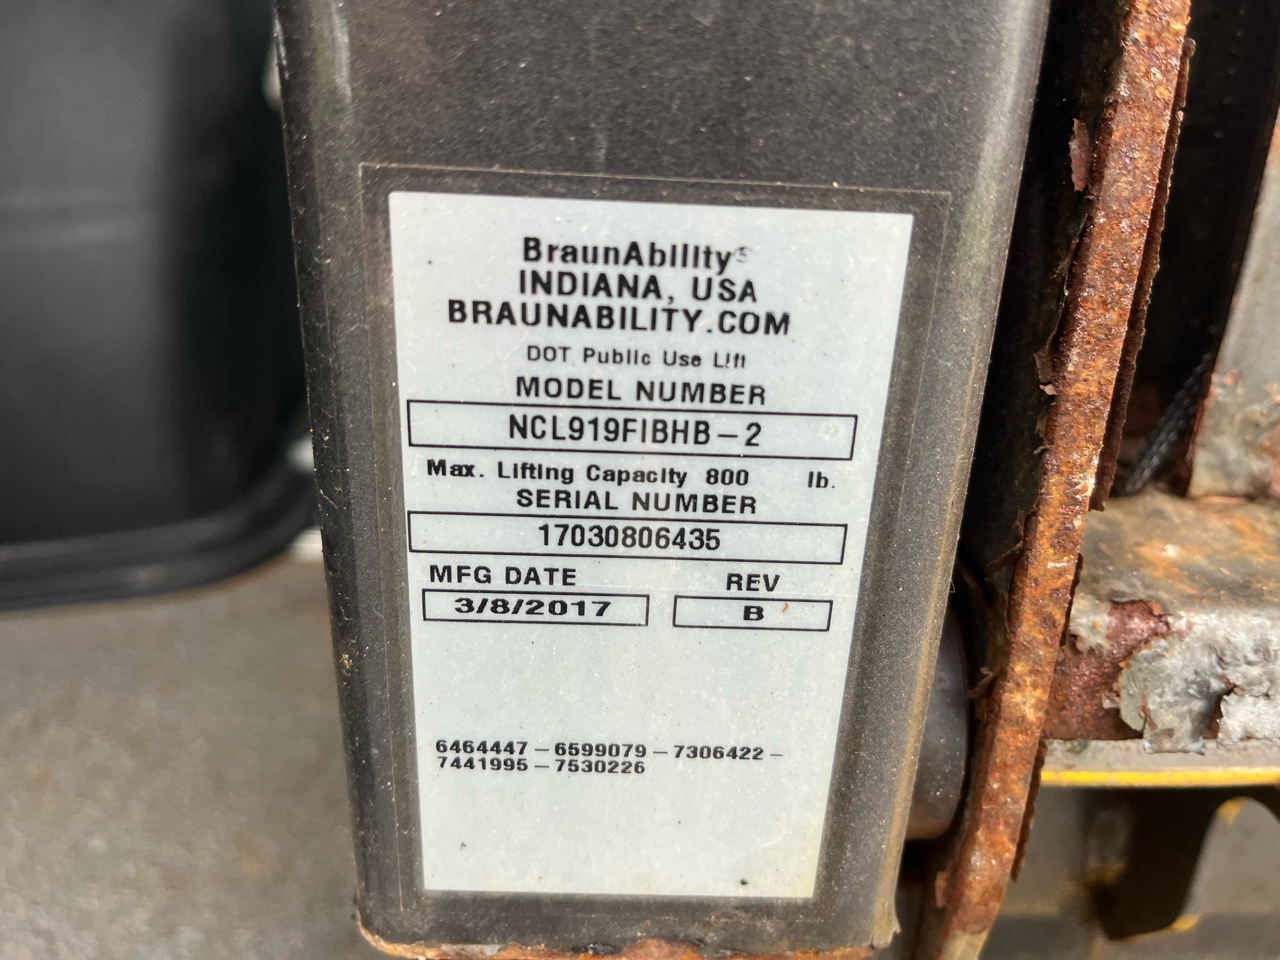 BraunAbility®
INDIANA, USA
BRAUNABILITY.COM
DOT Public Use Lift
MODEL NUMBER
NCL919FIBHB-2
Max. Lifting Capacity 800 lb.
SERIAL NUMBER
17030806435
MFG DATE REV
3/8/2017 B
6464447-6599079-7306422-
7441995-7530226